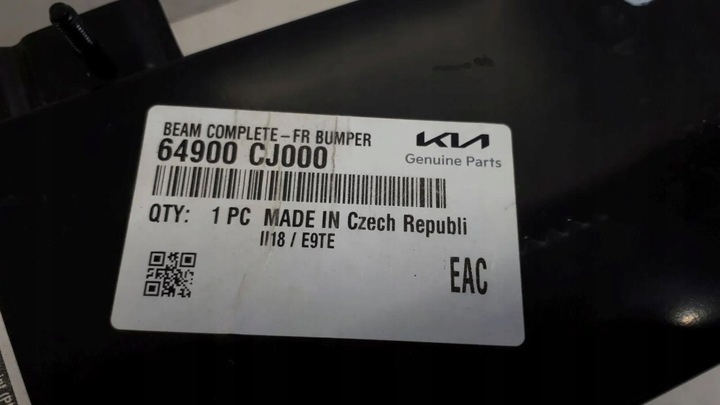 BEAM COMPLETE-FR BUMPER
64900 CJ000
KIA
Genuine Parts
QTY: 1 PC MADE IN Czech Republi
II18 / E9TE
EAC